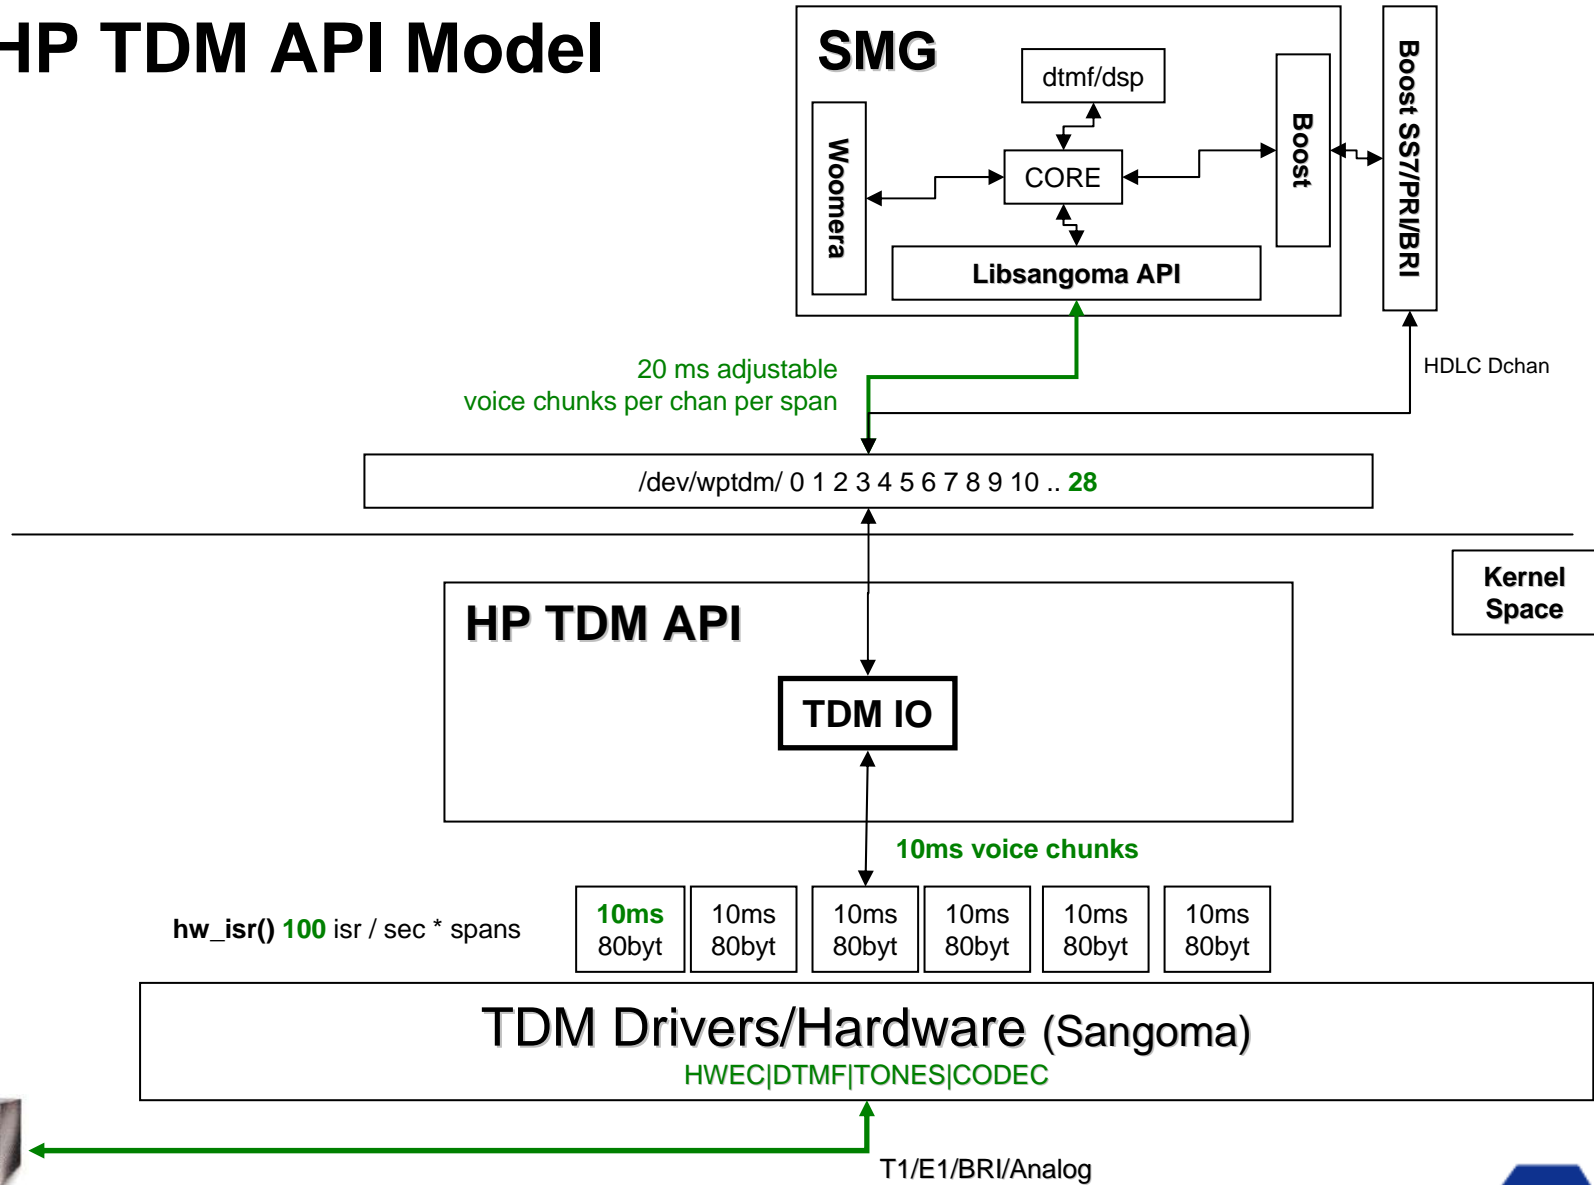 HP TDM API Model
SMG
dtmf/dsp
Woomera
CORE
Boost
Boost SS7/PRI/BRI
Libsangoma API
20 ms adjustable
voice chunks per chan per span
HDLC Dchan
/dev/wptdm/ 0 1 2 3 4 5 6 7 8 9 10 .. 28
Kernel
Space
HP TDM API
TDM IO
10ms voice chunks
hw_isr() 100 isr / sec * spans
10ms
80byt
10ms
80byt
10ms
80byt
10ms
80byt
10ms
80byt
10ms
80byt
TDM Drivers/Hardware (Sangoma)
HWEC|DTMF|TONES|CODEC
T1/E1/BRI/Analog